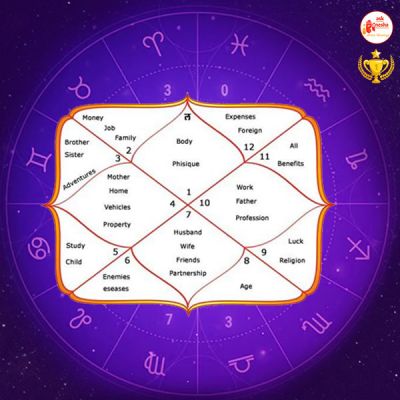 ask
3 0
Money
Expenses
Job
Foreign
Family
Brother
Body
All
Sister
2
12
3
11
Phisique
Benefits
Adventures
Mother
Home
1
Work
Father
Vehicles
4
10
7
Profession
Property
Husband
Study
Wife
Luck
Child
5
6
Friends
8
9
Religion
Enemies
Partnership
eseases
Age
7 3